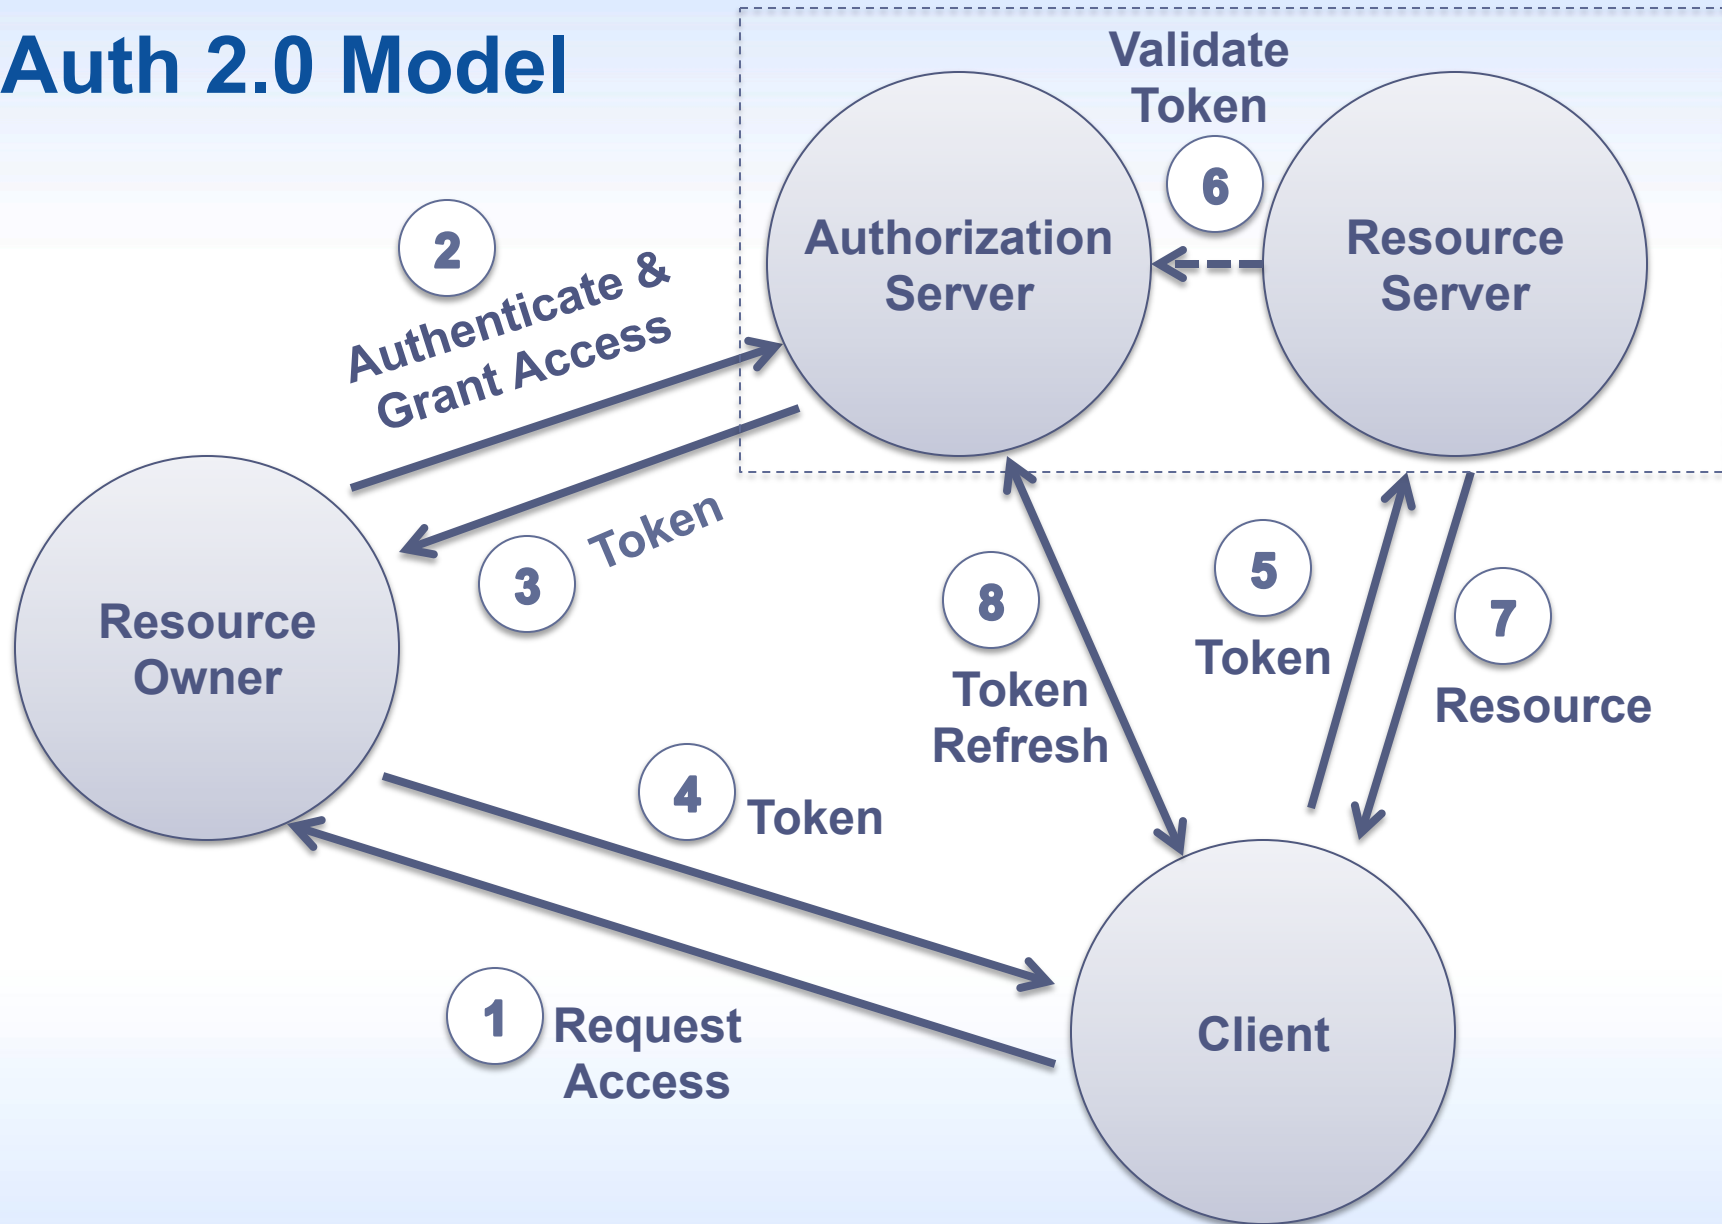 Auth 2.0 Model
Validate
Token
6
Authorization
Server
Resource
Server
2
Authenticate &
Grant Access
3
Token
Resource
Owner
8
Token
Refresh
5
Token
7
Resource
4
Token
1
Request
Access
Client